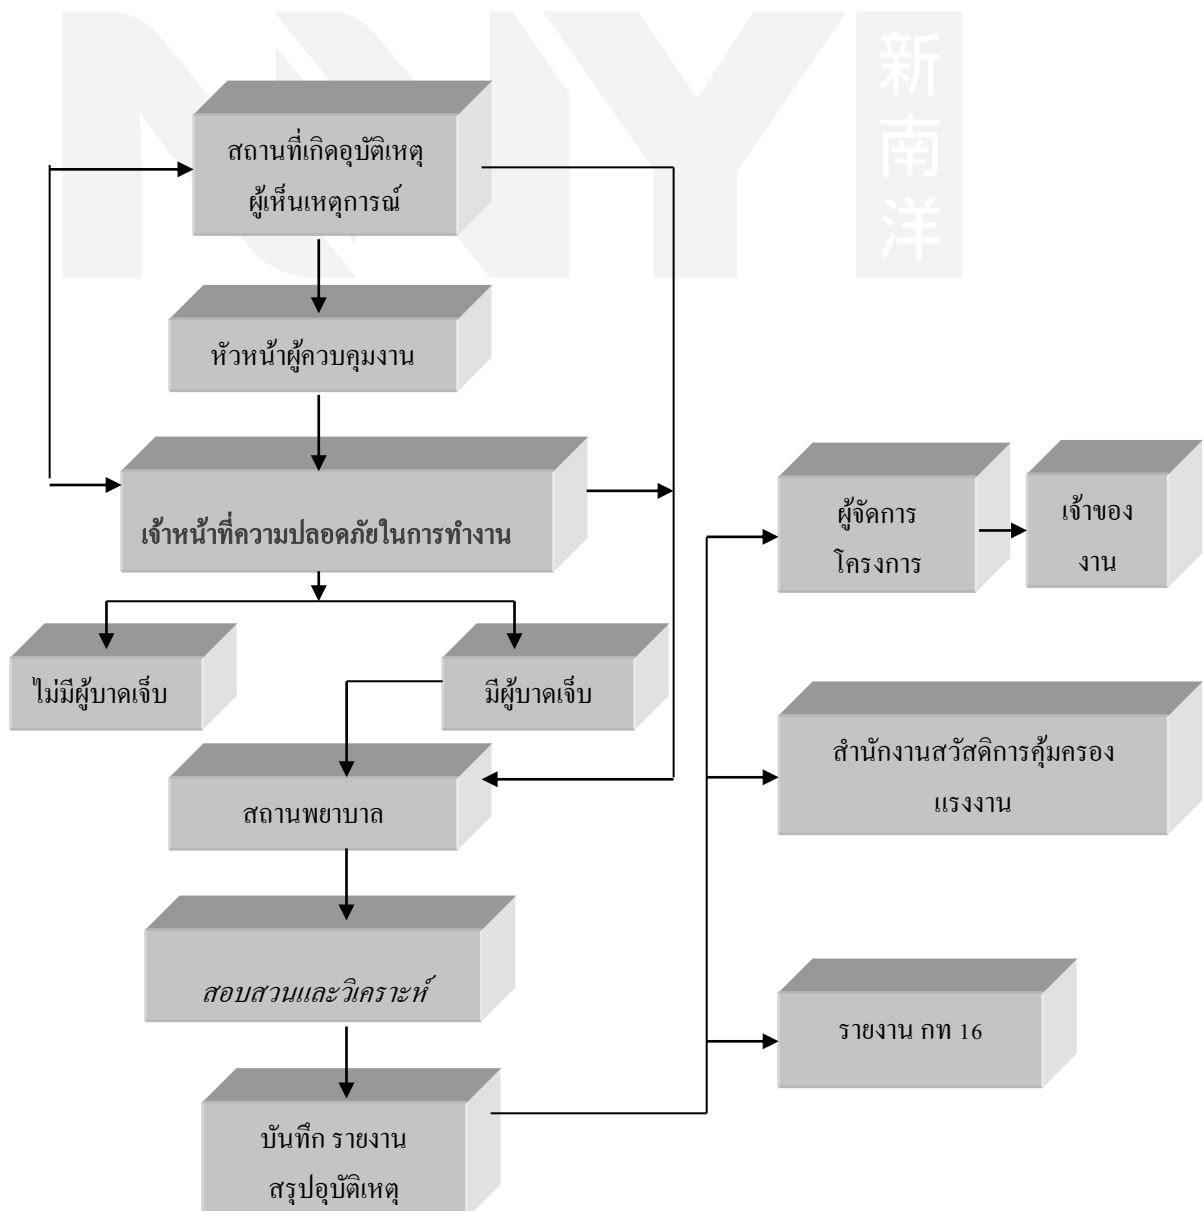 NNY
新
南
洋
สถานที่เกิดอุบัติเหตุ
ผู้เห็นเหตุการณ์
หัวหน้าผู้ควบคุมงาน
เจ้าหน้าที่ความปลอดภัยในการทำงาน
ไม่มีผู้บาดเจ็บ
มีผู้บาดเจ็บ
สถานพยาบาล
สอบสวนและวิเคราะห์
บันทึก รายงาน
สรุปอุบัติเหตุ
ผู้จัดการ
โครงการ
เจ้าของ
งาน
สำนักงานสวัสดิการคุ้มครอง
แรงงาน
รายงาน กท 16